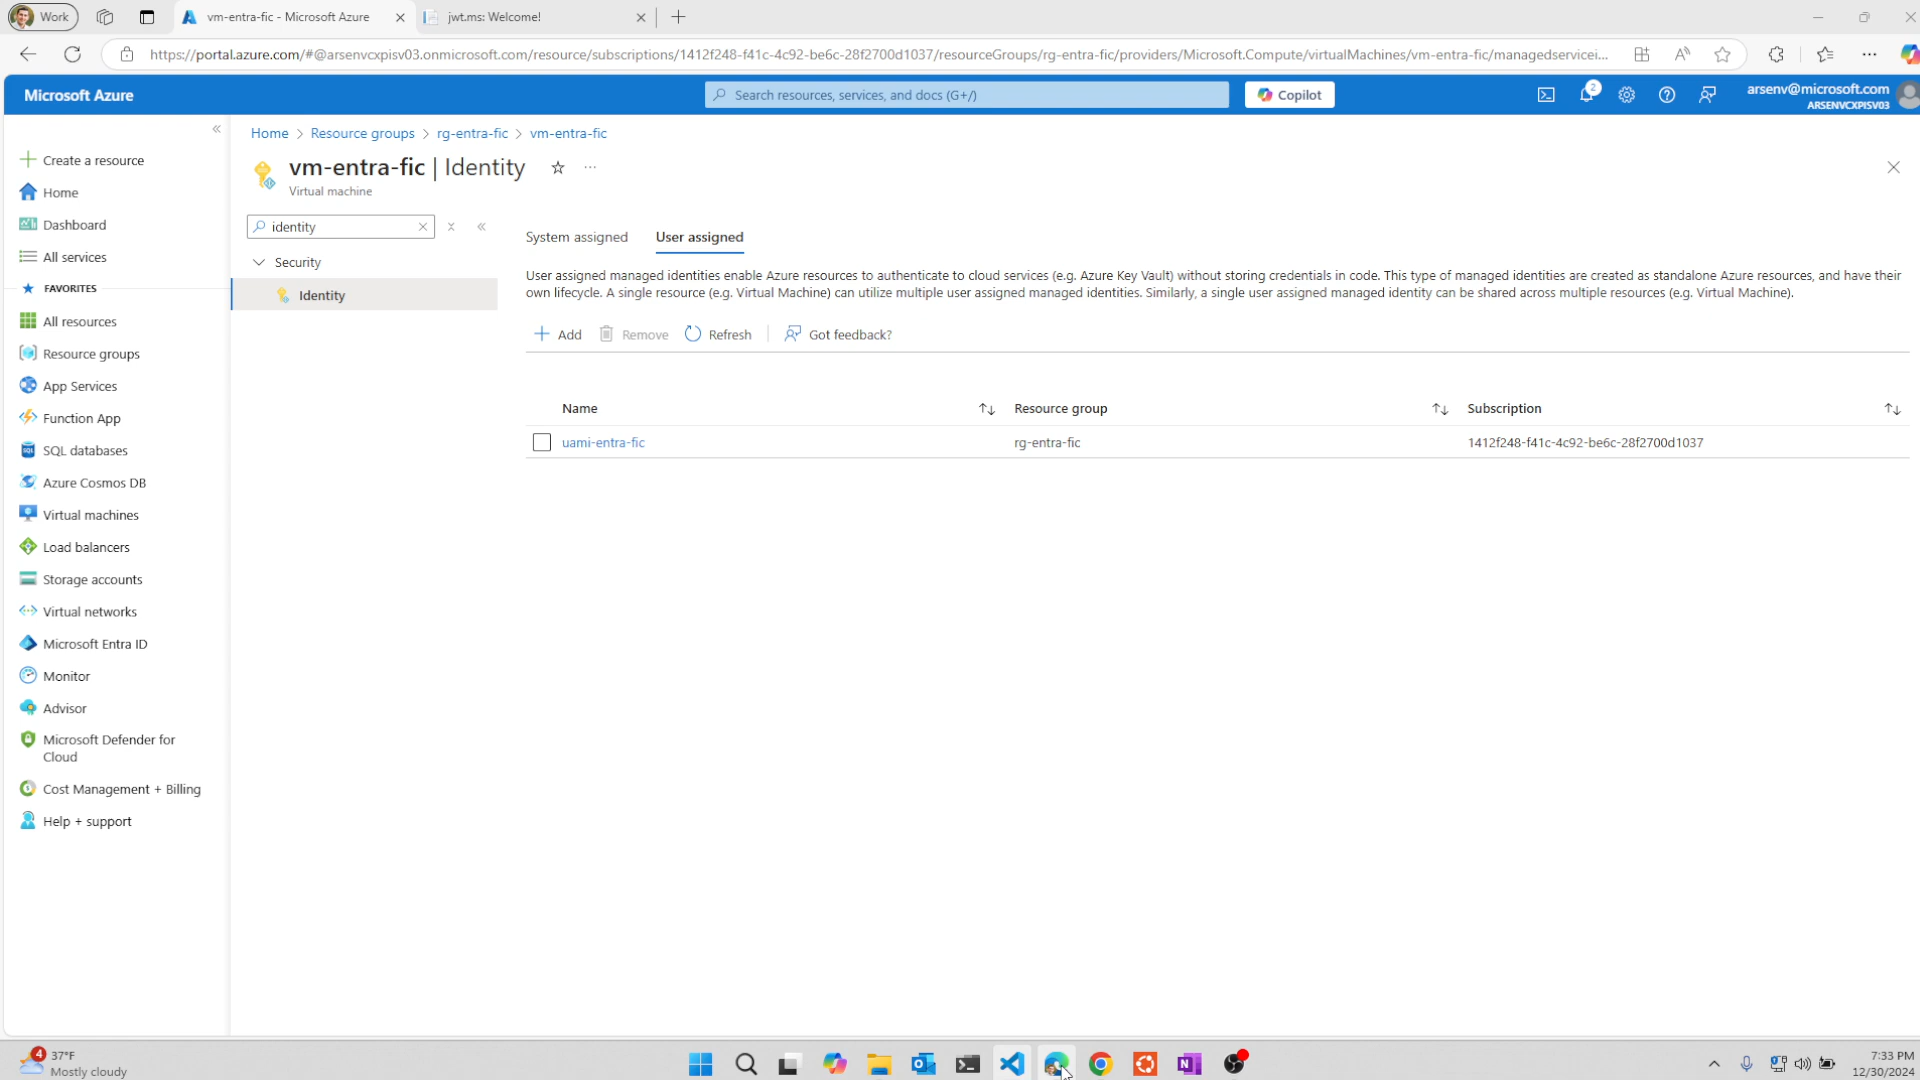 Work
vm-entra-fic - Microsoft Azure
jwt.ms: Welcome!
https://portal.azure.com/#@arsenvcxpisv03.onmicrosoft.com/resource/subscriptions/1412f248-f41c-4c92-be6c-28f2700d1037/resourceGroups/rg-entra-fic/providers/Microsoft.Compute/virtualMachines/vm-entra-fic/managedservicei...
Microsoft Azure
Search resources, services, and docs (G+/)
Copilot
2
arsenv@microsoft.com
ARSENVCXPISV03
Create a resource
Home
Dashboard
All services
FAVORITES
All resources
Resource groups
App Services
Function App
SQL databases
Azure Cosmos DB
Virtual machines
Load balancers
Storage accounts
Virtual networks
Microsoft Entra ID
Monitor
Advisor
Microsoft Defender for
Cloud
Cost Management + Billing
Help + support
Home > Resource groups > rg-entra-fic > vm-entra-fic
vm-entra-fic | Identity
Virtual machine
identity
Security
Identity
System assigned
User assigned
User assigned managed identities enable Azure resources to authenticate to cloud services (e.g. Azure Key Vault) without storing credentials in code. This type of managed identities are created as standalone Azure resources, and have their
own lifecycle. A single resource (e.g. Virtual Machine) can utilize multiple user assigned managed identities. Similarly, a single user assigned managed identity can be shared across multiple resources (e.g. Virtual Machine).
Add
Remove
Refresh
Got feedback?
Name
Resource group
Subscription
uami-entra-fic
rg-entra-fic
1412f248-f41c-4c92-be6c-28f2700d1037
4
37°F
Mostly cloudy
7:33 PM
12/30/2024